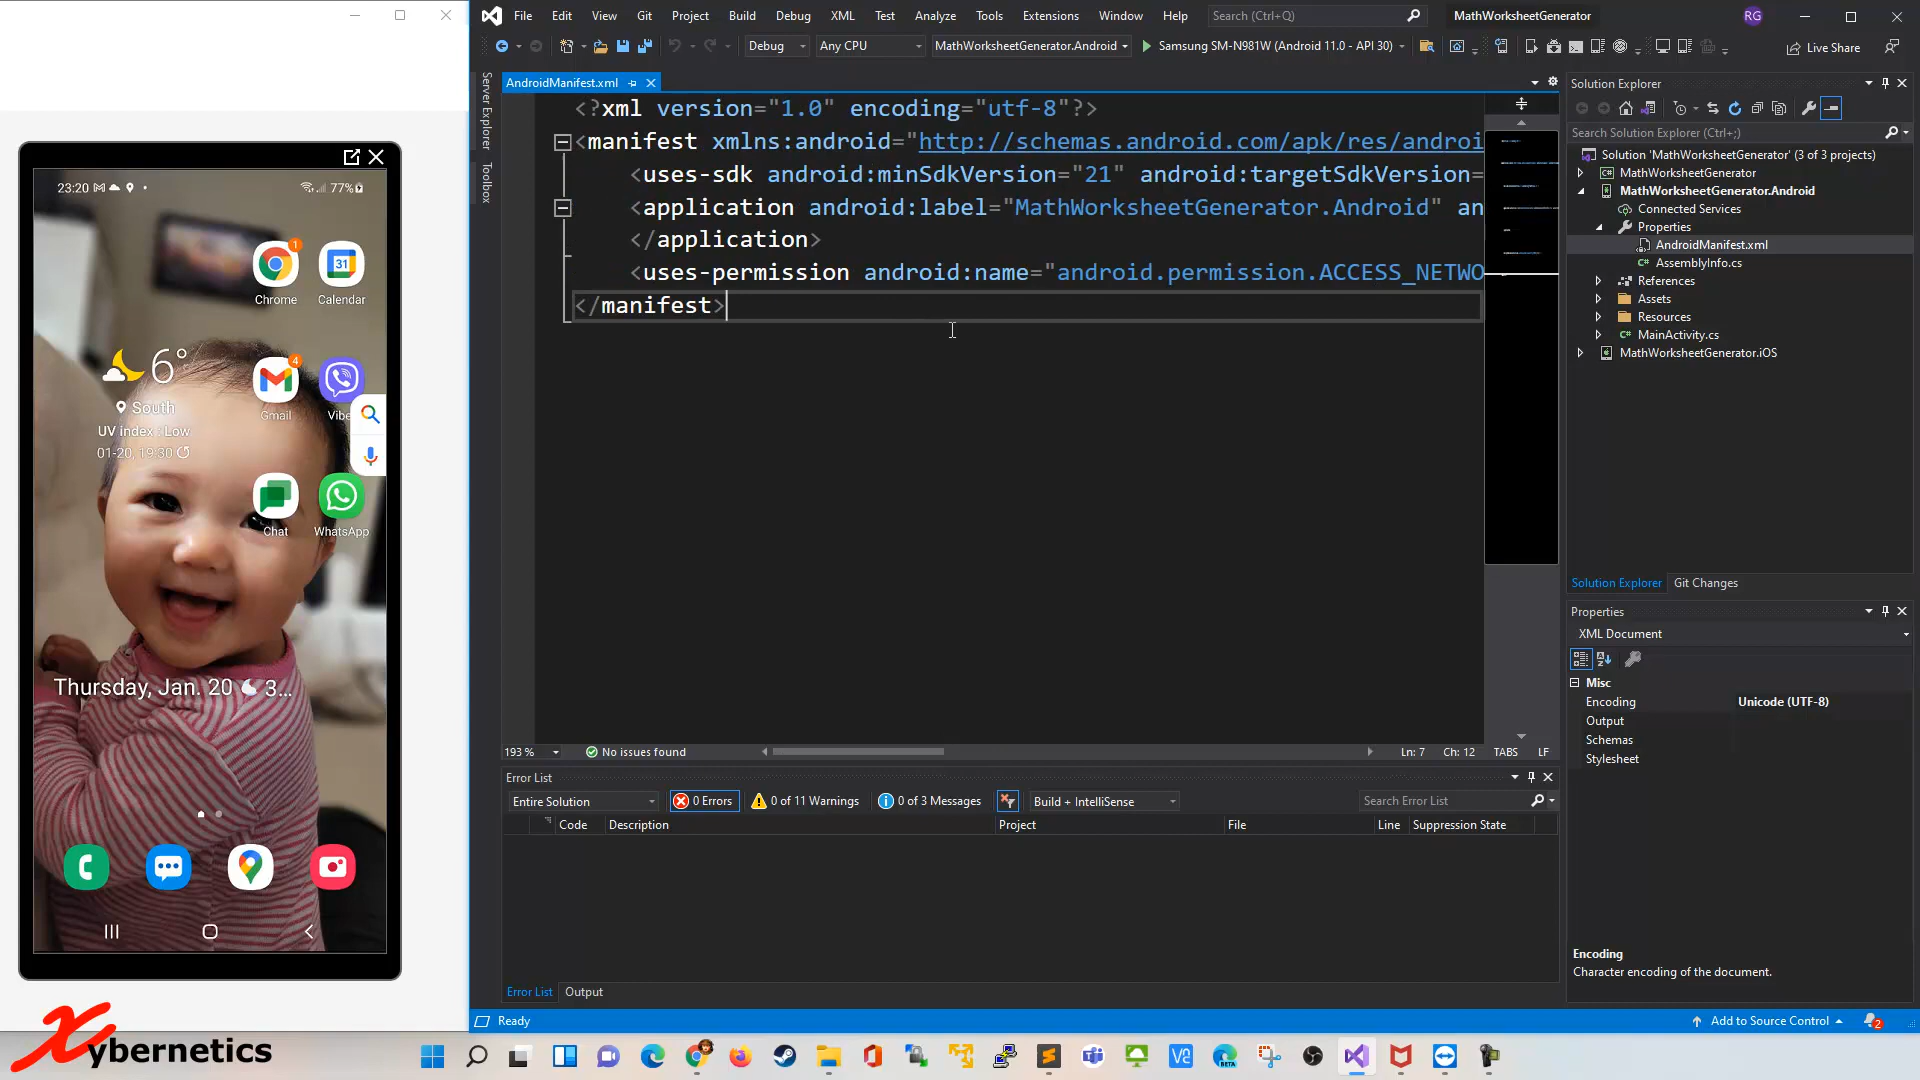 File Edit View Git Project Build Debug XML Test Analyze Tools Extensions Window Help Search (Ctrl+Q) MathWorksheetGenerator RG
Debug Any CPU MathWorksheetGenerator.Android Samsung SM-N981W (Android 11.0 - API 30) Live Share
Server Explorer
Toolbox
AndroidManifest.xml
<?xml version="1.0" encoding="utf-8"?>
<manifest xmlns:android="http://schemas.android.com/apk/res/androi
<uses-sdk android:minSdkVersion="21" android:targetSdkVersion=
<application android:label="MathWorksheetGenerator.Android" an
</application>
<uses-permission android:name="android.permission.ACCESS_NETWO
</manifest>
193 % No issues found Ln: 7 Ch: 12 TABS LF
Error List
Entire Solution 0 Errors 0 of 11 Warnings 0 of 3 Messages Build + IntelliSense Search Error List
Code Description Project File Line Suppression State
Error List Output
Ready Add to Source Control 2
Solution Explorer
Search Solution Explorer (Ctrl+;)
Solution 'MathWorksheetGenerator' (3 of 3 projects)
MathWorksheetGenerator
MathWorksheetGenerator.Android
Connected Services
Properties
AndroidManifest.xml
AssemblyInfo.cs
References
Assets
Resources
MainActivity.cs
MathWorksheetGenerator.iOS
Solution Explorer Git Changes
Properties
XML Document
Misc
Encoding Unicode (UTF-8)
Output
Schemas
Stylesheet
Encoding
Character encoding of the document.
23:20 77%
1
Chrome
31
Calendar
6°
South
UV index : Low
01-20, 19:30
4
Gmail
Vibe
Chat
WhatsApp
Thursday, Jan. 20 3...
Xybernetics
BETA